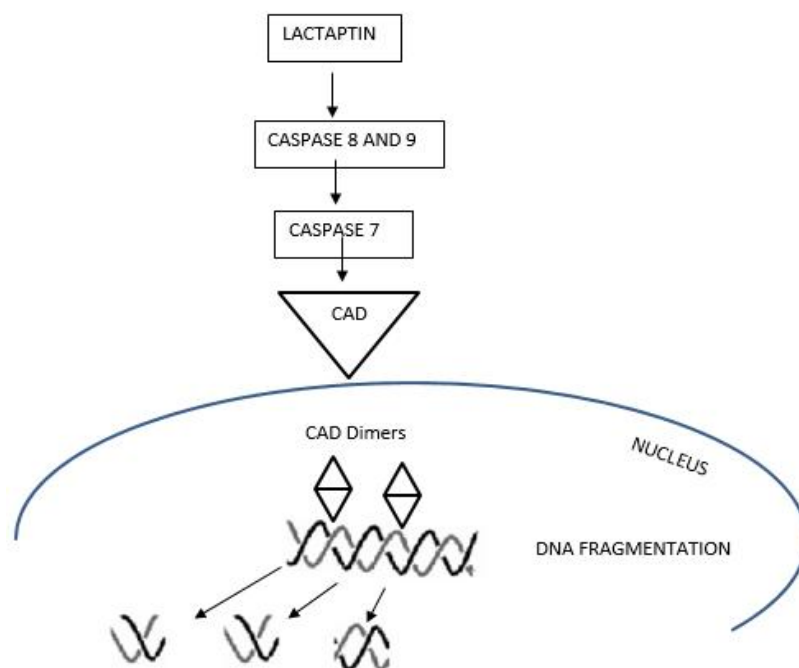 LACTAPTIN
CASPASE 8 AND 9
CASPASE 7
CAD
CAD Dimers
NUCLEUS
DNA FRAGMENTATION